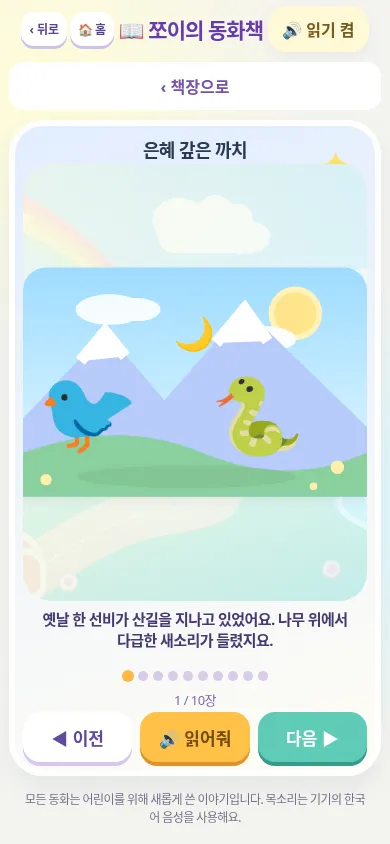 ‹ 뒤로 🏠 홈 📖 쪼이의 동화책 🔊 읽기 켬
‹ 책장으로
은혜 갚은 까치
옛날 한 선비가 산길을 지나고 있었어요. 나무 위에서
다급한 새소리가 들렸지요.
1 / 10장
◀ 이전 🔊 읽어줘 다음 ▶
모든 동화는 어린이를 위해 새롭게 쓴 이야기입니다. 목소리는 기기의 한국
어 음성을 사용해요.